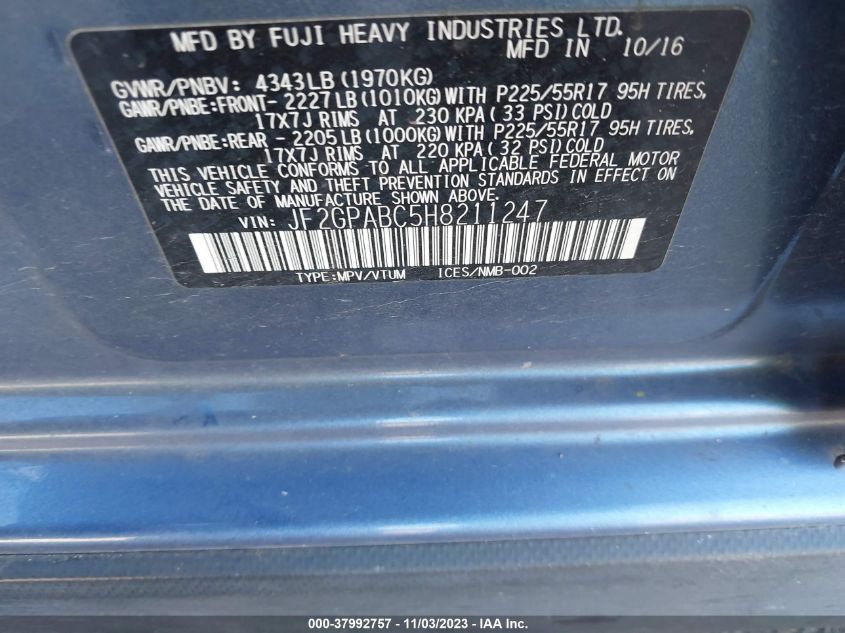 MFD BY FUJI HEAVY INDUSTRIES LTD.
MFD IN 10/16
GVWR/PNBV: 4343LB(1970KG)
GAWR/PNBE:FRONT- 2227LB(1010KG)WITH P225/55R17 95H TIRES,
17X7J RIMS AT 230 KPA( 33 PSI)COLD
GAWR/PNBE:REAR - 2205LB(1000KG)WITH P225/55R17 95H TIRES,
17X7J RIMS AT 220 KPA( 32 PSI)COLD
THIS VEHICLE CONFORMS TO ALL APPLICABLE FEDERAL MOTOR
VEHICLE SAFETY AND THEFT PREVENTION STANDARDS IN EFFECT ON
THE DATE OF MANUFACTURE SHOWN ABOVE.
VIN: JF2GPABC5H8211247
TYPE:MPV/VTUM ICES/NMB-002
000-37992757 - 11/03/2023 - IAA Inc.